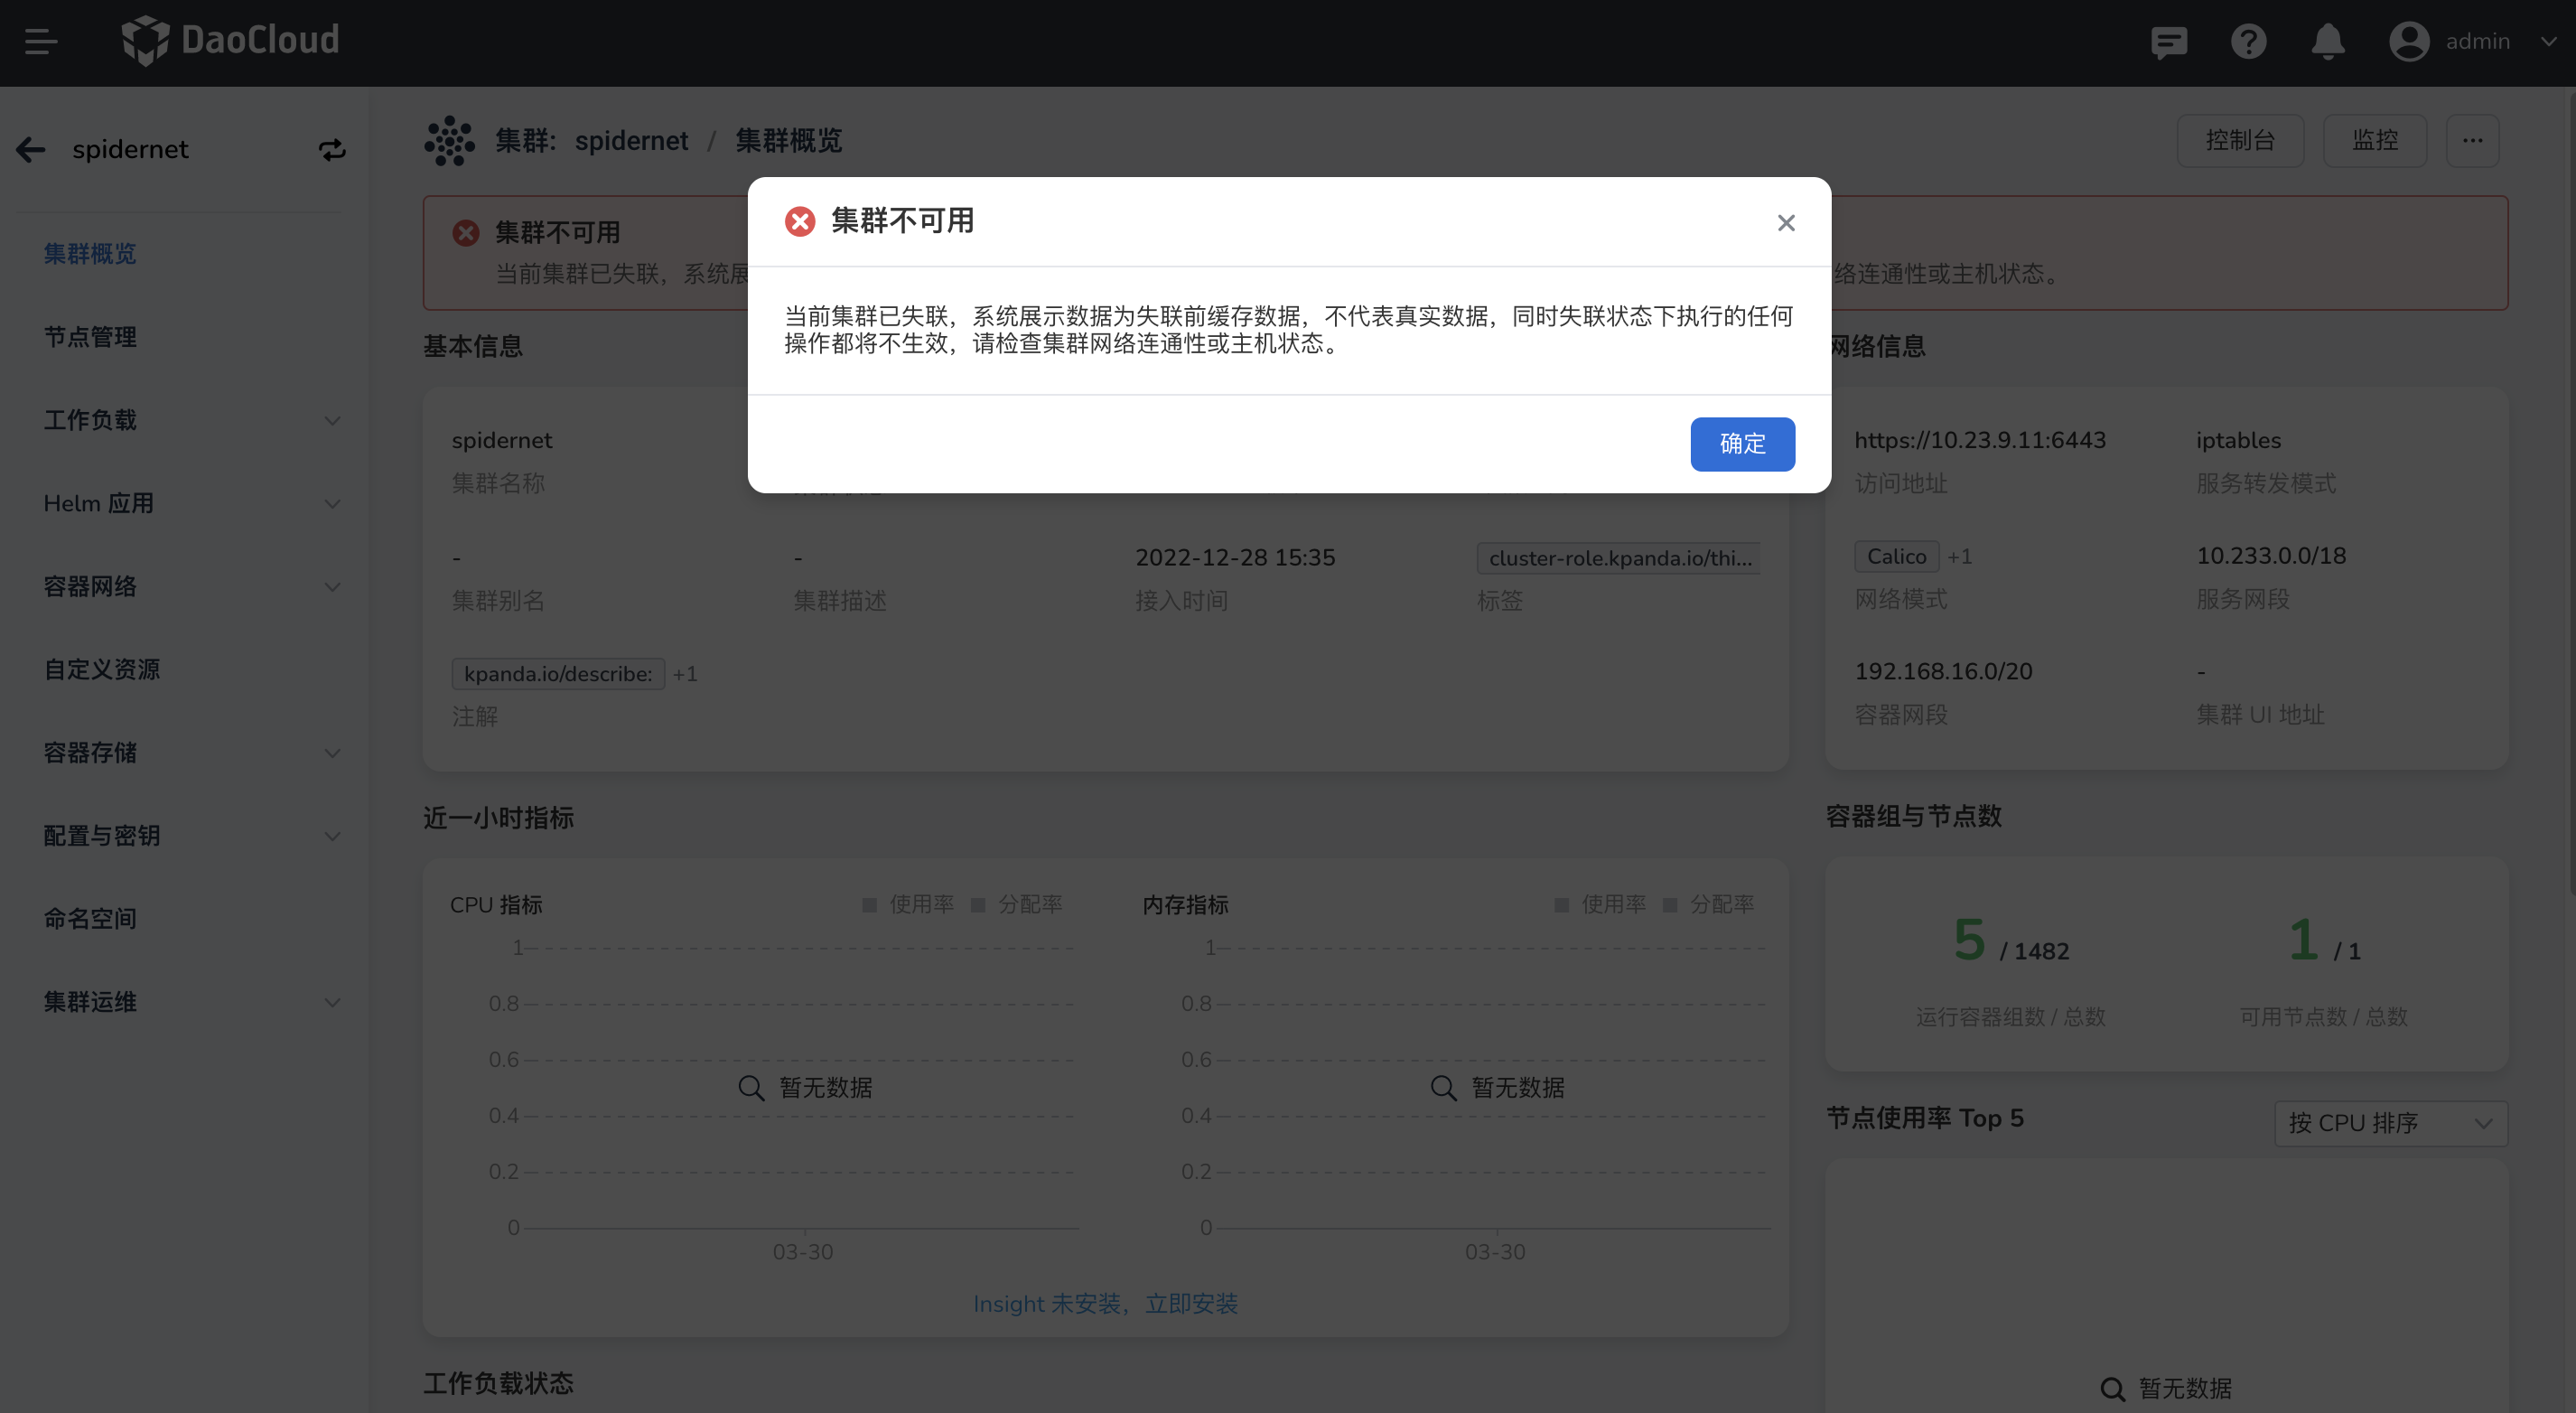 DaoCloud
admin
spidernet
集群: spidernet / 集群概览
控制台
监控
集群概览
节点管理
工作负载
Helm 应用
容器网络
自定义资源
容器存储
配置与密钥
命名空间
集群运维
集群不可用
当前集群已失联，系统展
络连通性或主机状态。
集群不可用
当前集群已失联，系统展示数据为失联前缓存数据，不代表真实数据，同时失联状态下执行的任何
操作都将不生效，请检查集群网络连通性或主机状态。
确定
基本信息
spidernet
集群名称
-
集群别名
-
集群描述
2022-12-28 15:35
接入时间
cluster-role.kpanda.io/thi...
标签
kpanda.io/describe: +1
注解
网络信息
https://10.23.9.11:6443
访问地址
iptables
服务转发模式
Calico +1
网络模式
10.233.0.0/18
服务网段
192.168.16.0/20
容器网段
-
集群 UI 地址
近一小时指标
CPU 指标
使用率 分配率
1
0.8
0.6
0.4
0.2
0
暂无数据
03-30
内存指标
使用率 分配率
1
0.8
0.6
0.4
0.2
0
暂无数据
03-30
Insight 未安装，立即安装
容器组与节点数
5 / 1482
运行容器组数 / 总数
1 / 1
可用节点数 / 总数
节点使用率 Top 5
按 CPU 排序
暂无数据
工作负载状态